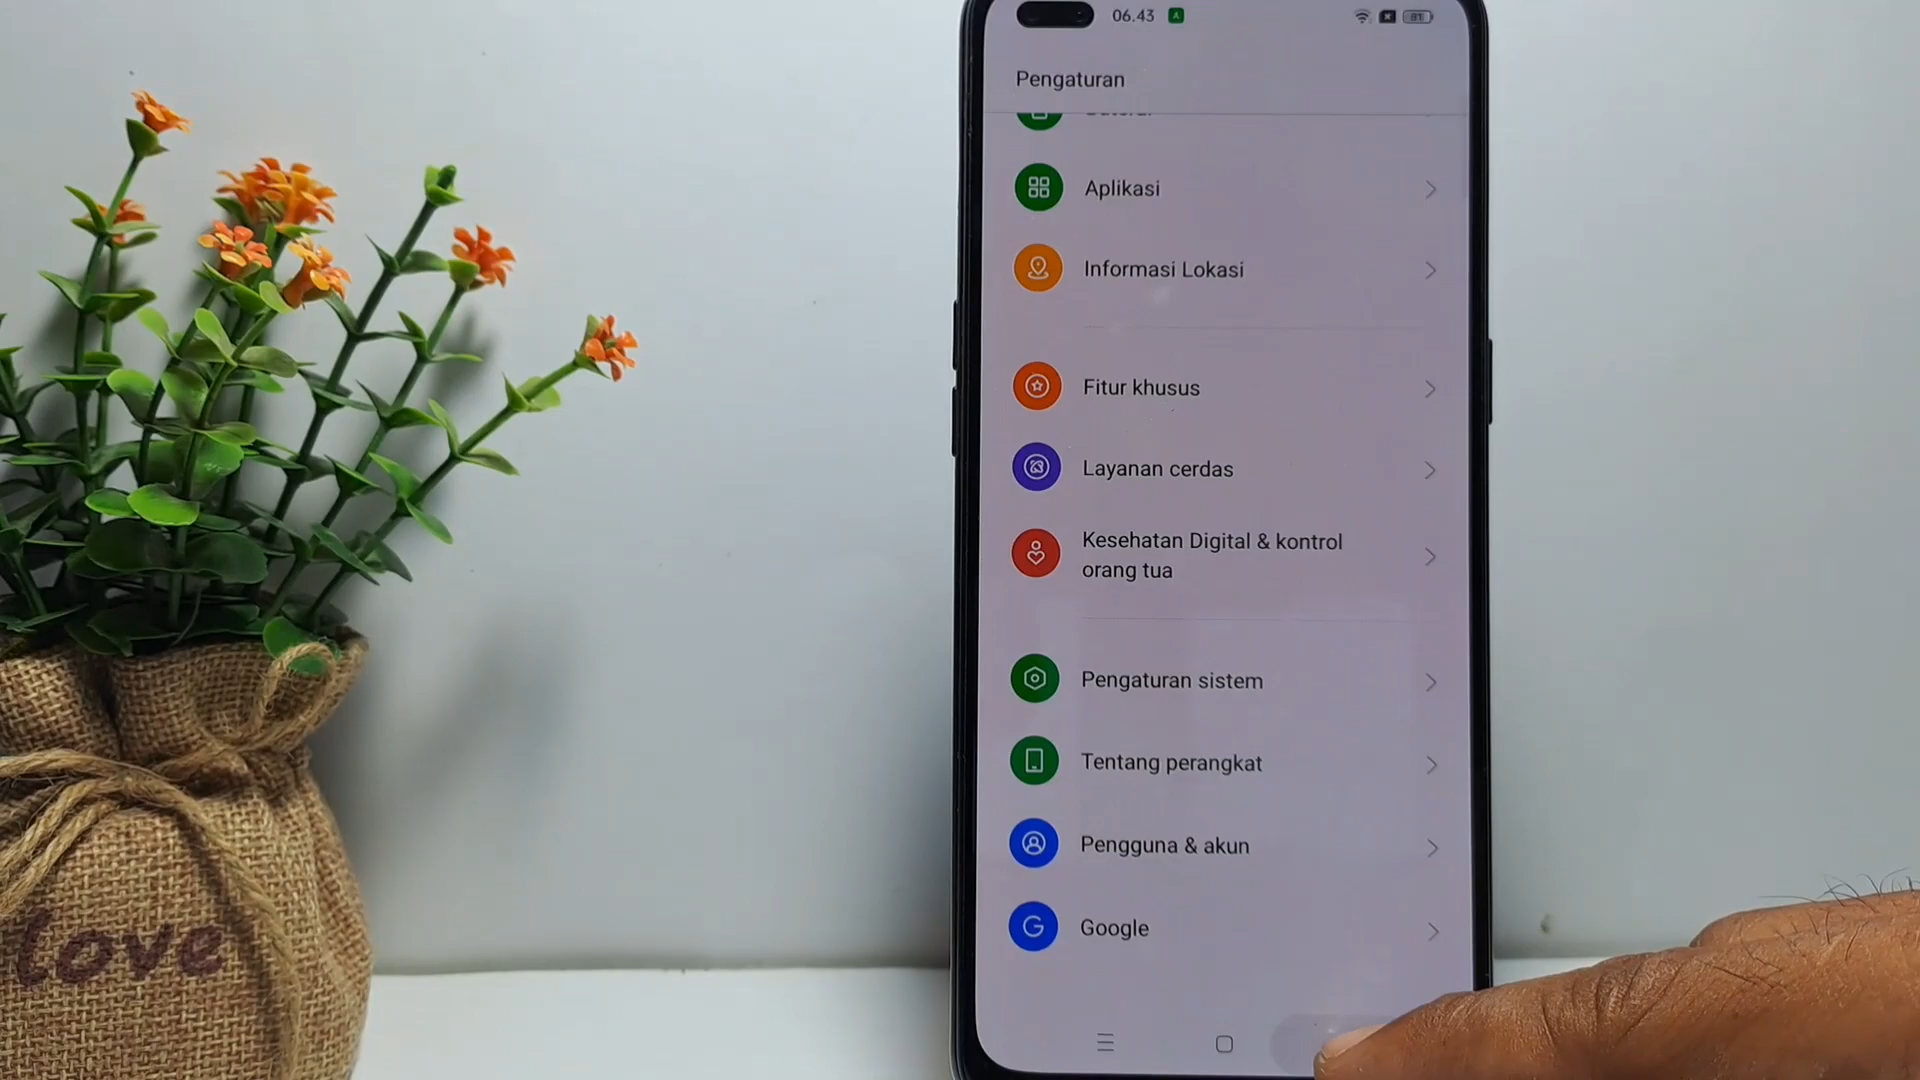 06.43
81
Pengaturan
Aplikasi
Informasi Lokasi
Fitur khusus
Layanan cerdas
Kesehatan Digital & kontrol
orang tua
Pengaturan sistem
Tentang perangkat
Pengguna & akun
Google
love